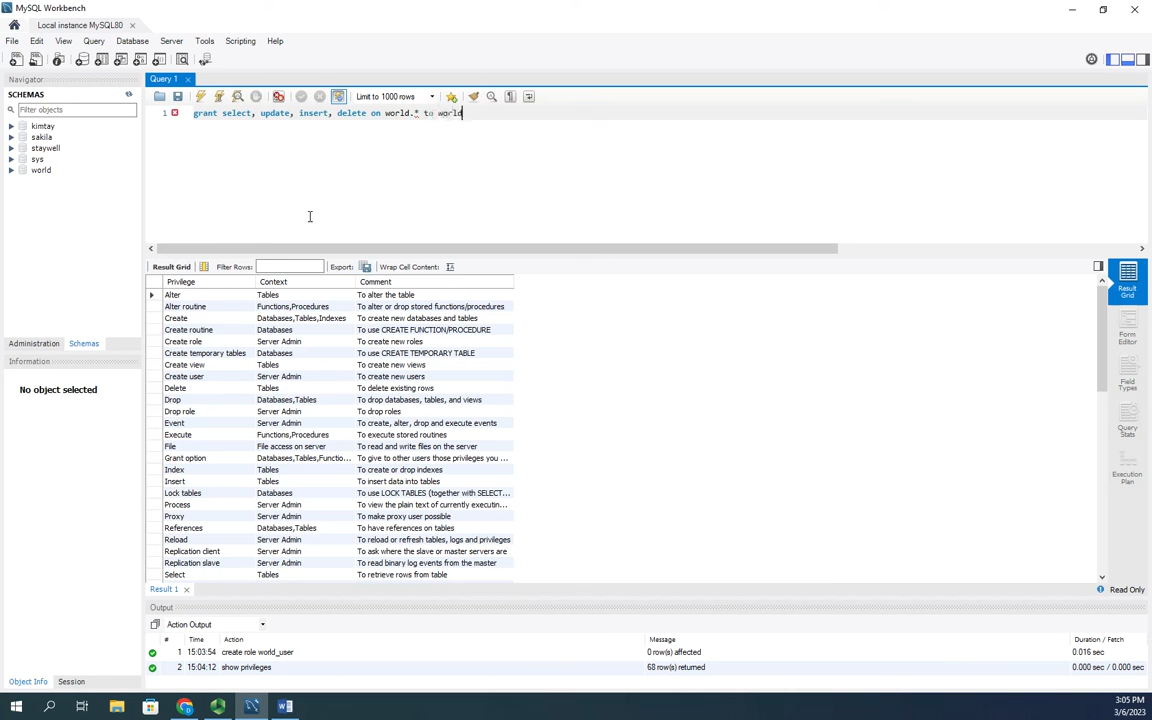 MySQL Workbench
Local instance MySQL80
File Edit View Query Database Server Tools Scripting Help
Navigator
SCHEMAS
Filter objects
kimtay
sakila
staywell
sys
world
Administration Schemas
Information
No object selected
Object Info Session
Query 1
Limit to 1000 rows
1 grant select, update, insert, delete on world.* to world
Result Grid Filter Rows: Export: Wrap Cell Content:
Privilege Context Comment
Alter Tables To alter the table
Alter routine Functions,Procedures To alter or drop stored functions/procedures
Create Databases,Tables,Indexes To create new databases and tables
Create routine Databases To use CREATE FUNCTION/PROCEDURE
Create role Server Admin To create new roles
Create temporary tables Databases To use CREATE TEMPORARY TABLE
Create view Tables To create new views
Create user Server Admin To create new users
Delete Tables To delete existing rows
Drop Databases,Tables To drop databases, tables, and views
Drop role Server Admin To drop roles
Event Server Admin To create, alter, drop and execute events
Execute Functions,Procedures To execute stored routines
File File access on server To read and write files on the server
Grant option Databases,Tables,Functio... To give to other users those privileges you ...
Index Tables To create or drop indexes
Insert Tables To insert data into tables
Lock tables Databases To use LOCK TABLES (together with SELECT...
Process Server Admin To view the plain text of currently executin...
Proxy Server Admin To make proxy user possible
References Databases,Tables To have references on tables
Reload Server Admin To reload or refresh tables, logs and privileges
Replication client Server Admin To ask where the slave or master servers are
Replication slave Server Admin To read binary log events from the master
Select Tables To retrieve rows from table
Result Grid
Form Editor
Field Types
Query Stats
Execution Plan
Result 1
Read Only
Output
Action Output
# Time Action Message Duration / Fetch
1 15:03:54 create role world_user 0 row(s) affected 0.016 sec
2 15:04:12 show privileges 68 row(s) returned 0.000 sec / 0.000 sec
3:05 PM
3/6/2023